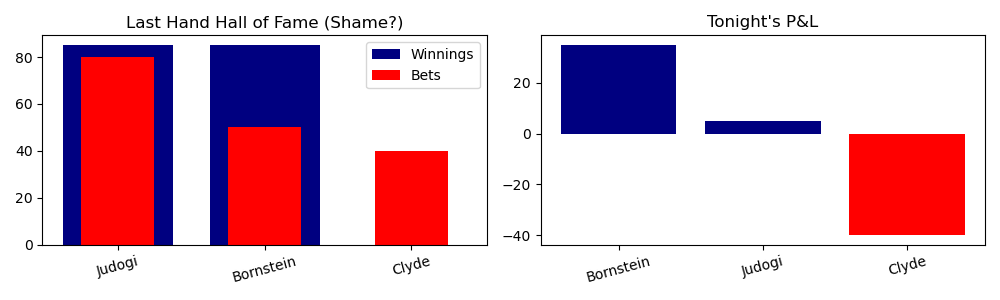 Last Hand Hall of Fame (Shame?)
80
60
40
20
0
Winnings
Bets
Judogi
Bornstein
Clyde
Tonight's P&L
20
0
−20
−40
Bornstein
Judogi
Clyde